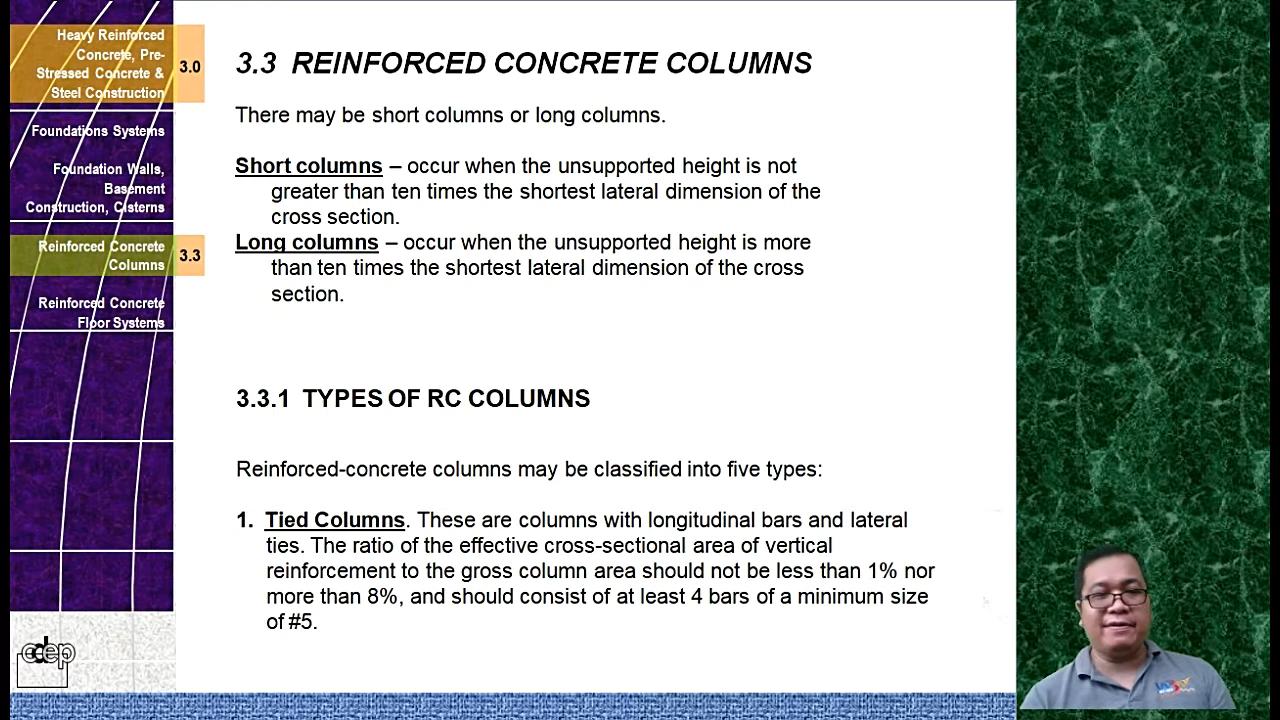 Heavy Reinforced
Concrete, Pre-
Stressed Concrete &
Steel Construction
3.0
Foundations Systems
Foundation Walls,
Basement
Construction, Cisterns
Reinforced Concrete
Columns
3.3
Reinforced Concrete
Floor Systems
3.3 REINFORCED CONCRETE COLUMNS
There may be short columns or long columns.
Short columns – occur when the unsupported height is not
greater than ten times the shortest lateral dimension of the
cross section.
Long columns – occur when the unsupported height is more
than ten times the shortest lateral dimension of the cross
section.
3.3.1 TYPES OF RC COLUMNS
Reinforced-concrete columns may be classified into five types:
1. Tied Columns. These are columns with longitudinal bars and lateral
ties. The ratio of the effective cross-sectional area of vertical
reinforcement to the gross column area should not be less than 1% nor
more than 8%, and should consist of at least 4 bars of a minimum size
of #5.